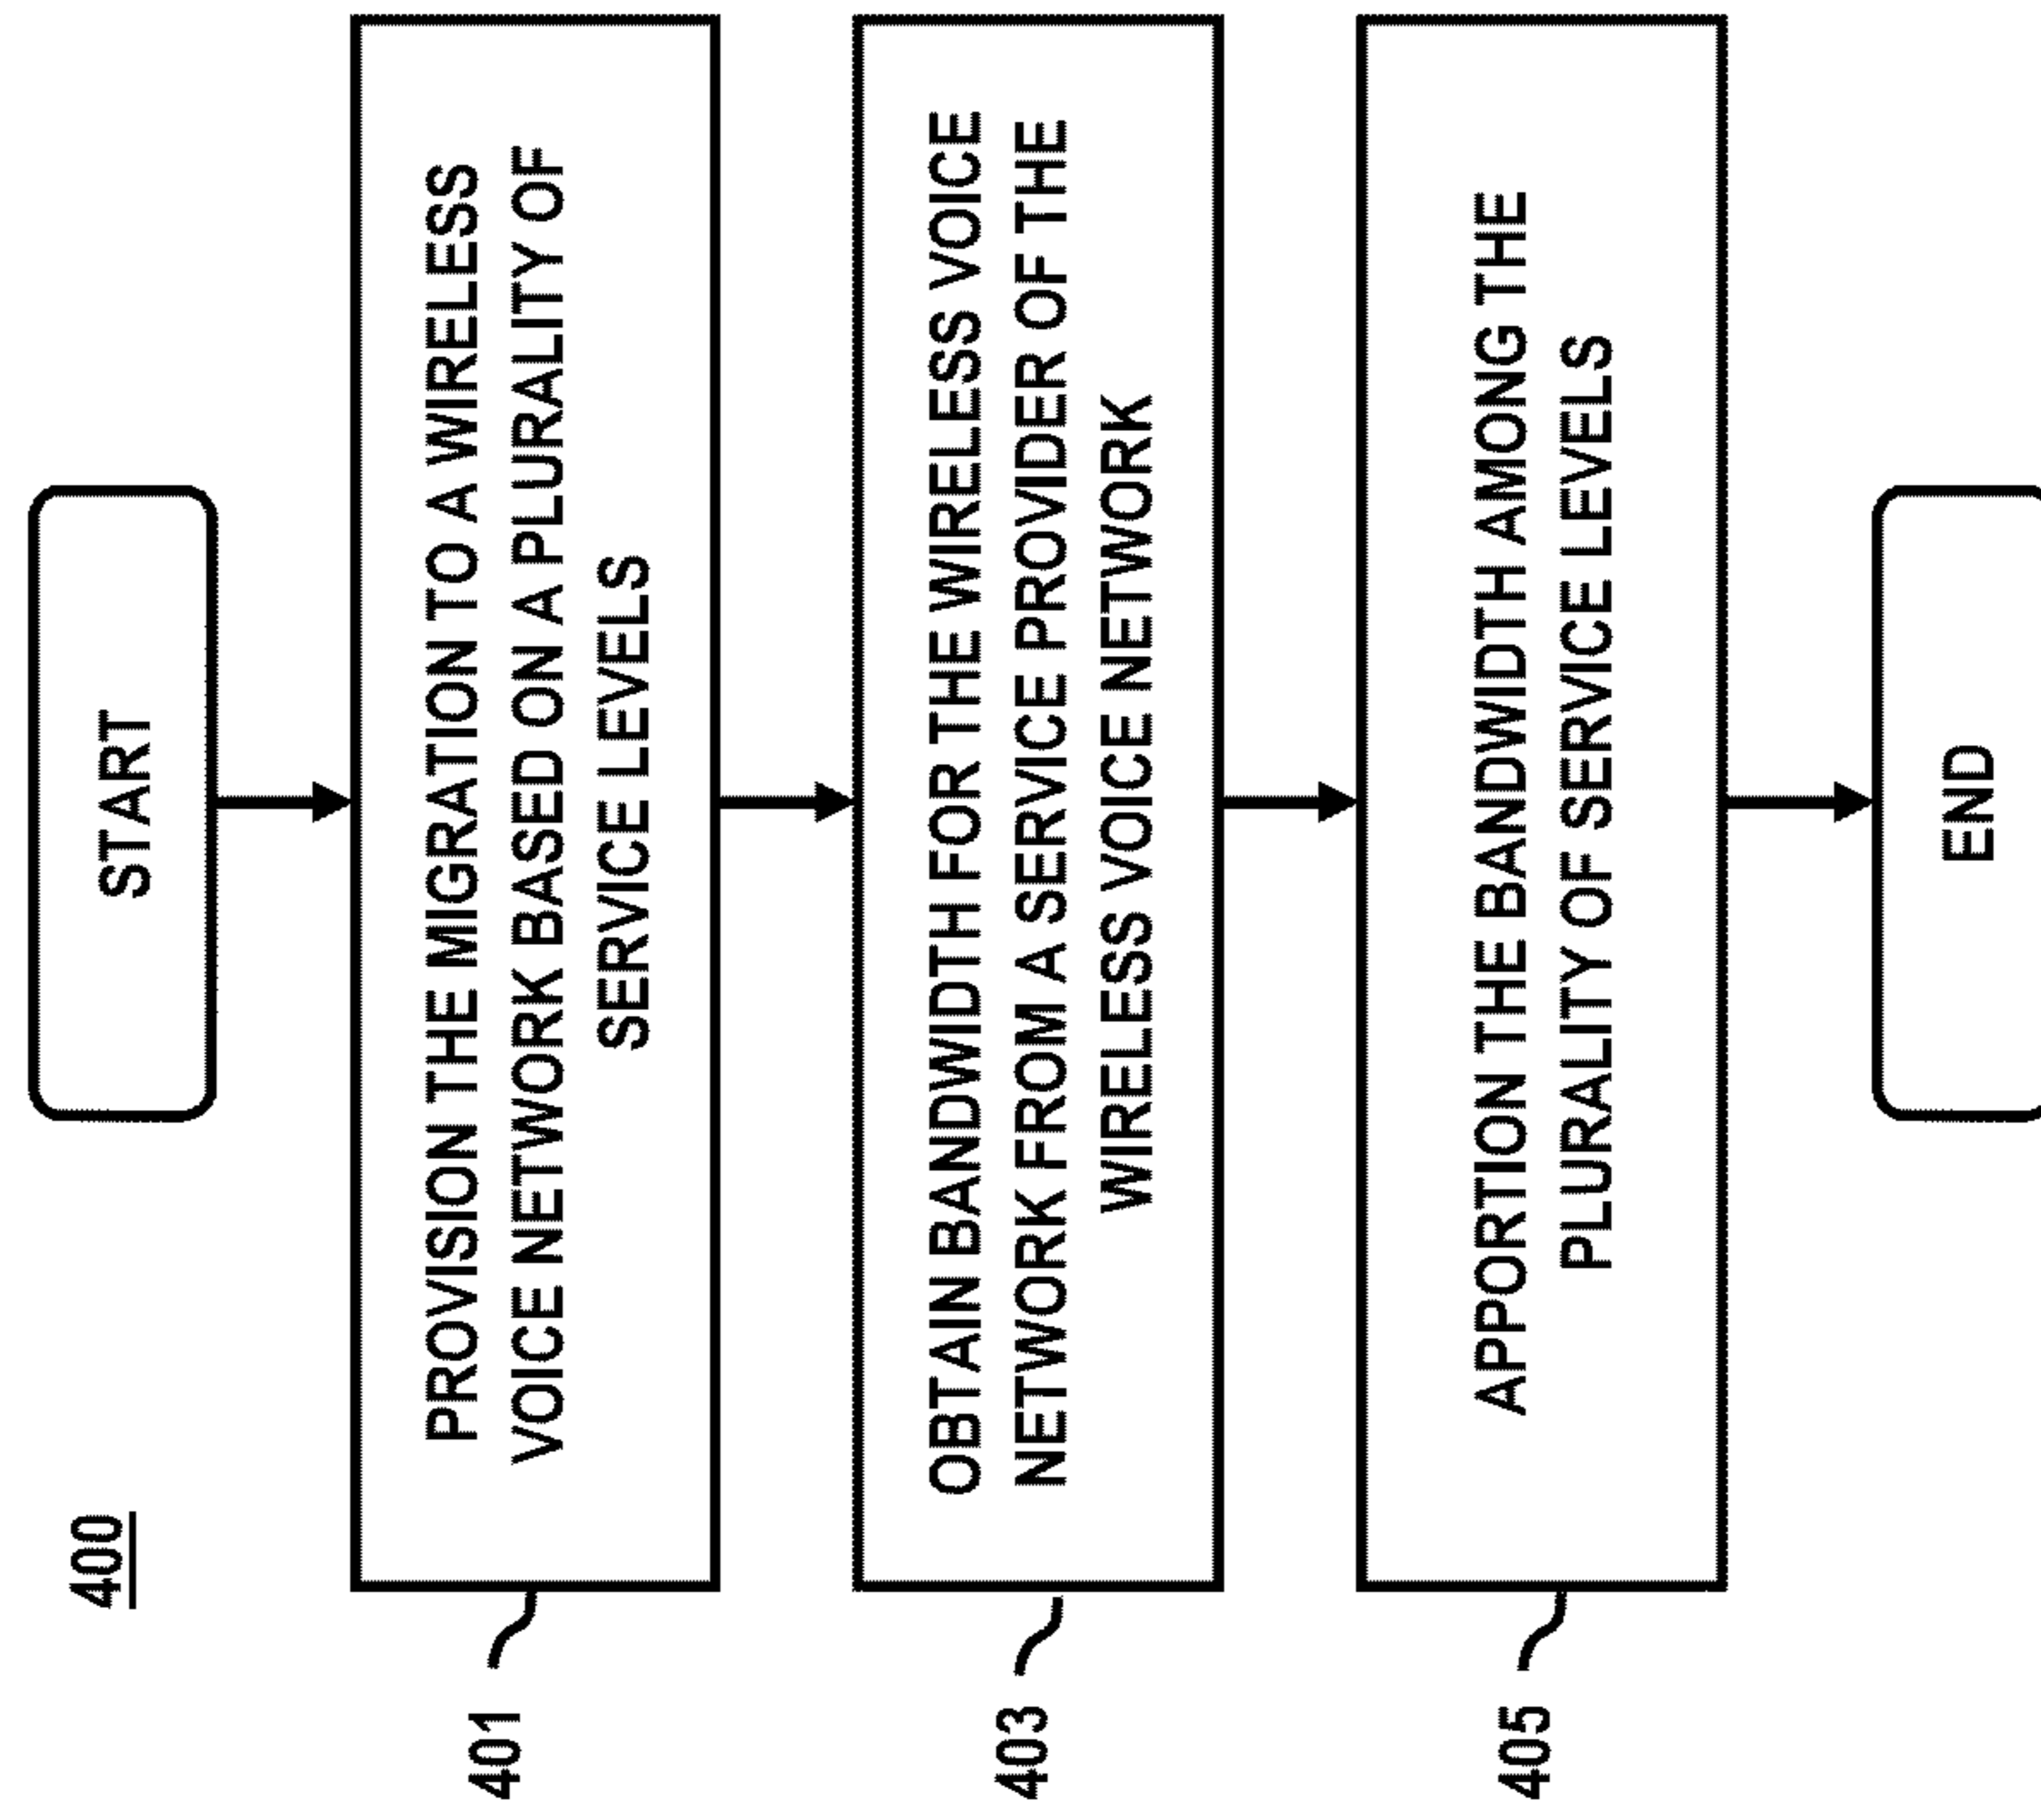 400
START
401
PROVISION THE MIGRATION TO A WIRELESS
VOICE NETWORK BASED ON A PLURALITY OF
SERVICE LEVELS
403
OBTAIN BANDWIDTH FOR THE WIRELESS VOICE
NETWORK FROM A SERVICE PROVIDER OF THE
WIRELESS VOICE NETWORK
405
APPORTION THE BANDWIDTH AMONG THE
PLURALITY OF SERVICE LEVELS
END